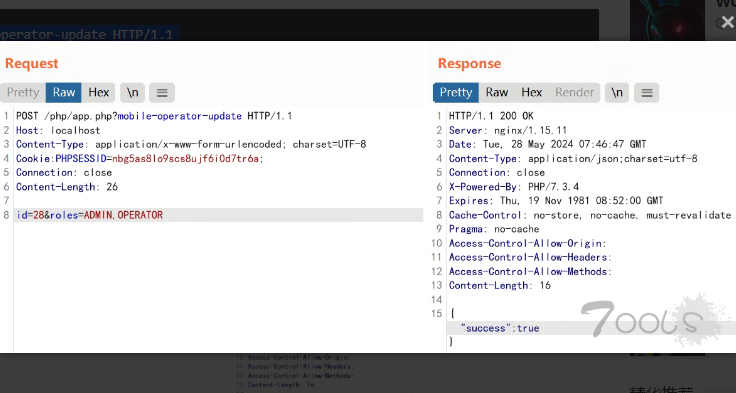 operator-update HTTP/1.1
Request
Pretty Raw Hex \n
1 POST /php/app.php?mobile-operator-update HTTP/1.1
2 Host: localhost
3 Content-Type: application/x-www-form-urlencoded; charset=UTF-8
4 Cookie:PHPSESSID=nbg5as8lo9scs8ujf6i0d7tr6a;
5 Connection: close
6 Content-Length: 26
7
8 id=28&roles=ADMIN,OPERATOR
Response
Pretty Raw Hex Render \n
1 HTTP/1.1 200 OK
2 Server: nginx/1.15.11
3 Date: Tue, 28 May 2024 07:46:47 GMT
4 Content-Type: application/json;charset=utf-8
5 Connection: close
6 X-Powered-By: PHP/7.3.4
7 Expires: Thu, 19 Nov 1981 08:52:00 GMT
8 Cache-Control: no-store, no-cache, must-revalidate
9 Pragma: no-cache
10 Access-Control-Allow-Origin:
11 Access-Control-Allow-Headers:
12 Access-Control-Allow-Methods:
13 Content-Length: 16
14
15 {
"success":true
}
7ools
10 Access-Control-Allow-Origin:
11 Access-Control-Allow-Headers:
12 Access-Control-Allow-Methods:
13 Content-Length: 16